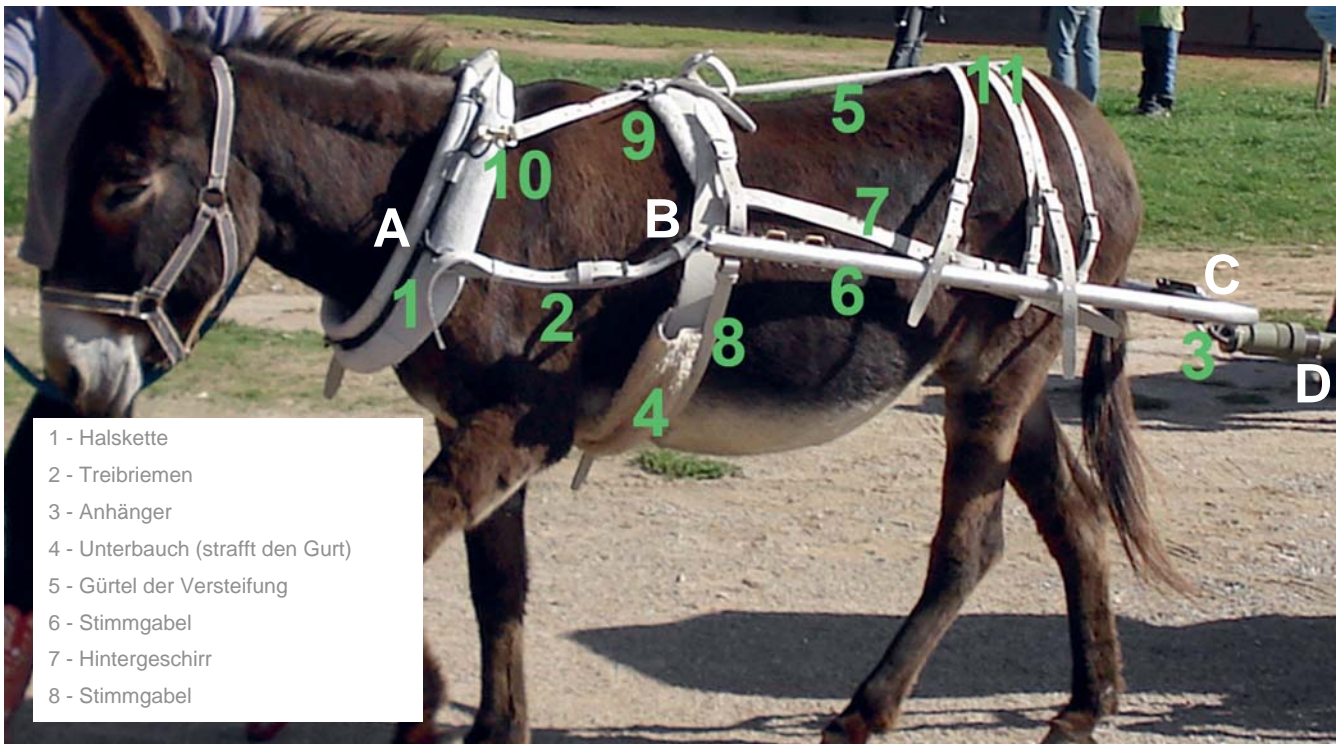 11
5
9
10
7
A
B
6
C
1
2
8
3
D
4
1 - Halskette
2 - Treibriemen
3 - Anhänger
4 - Unterbauch (strafft den Gurt)
5 - Gürtel der Versteifung
6 - Stimmgabel
7 - Hintergeschirr
8 - Stimmgabel